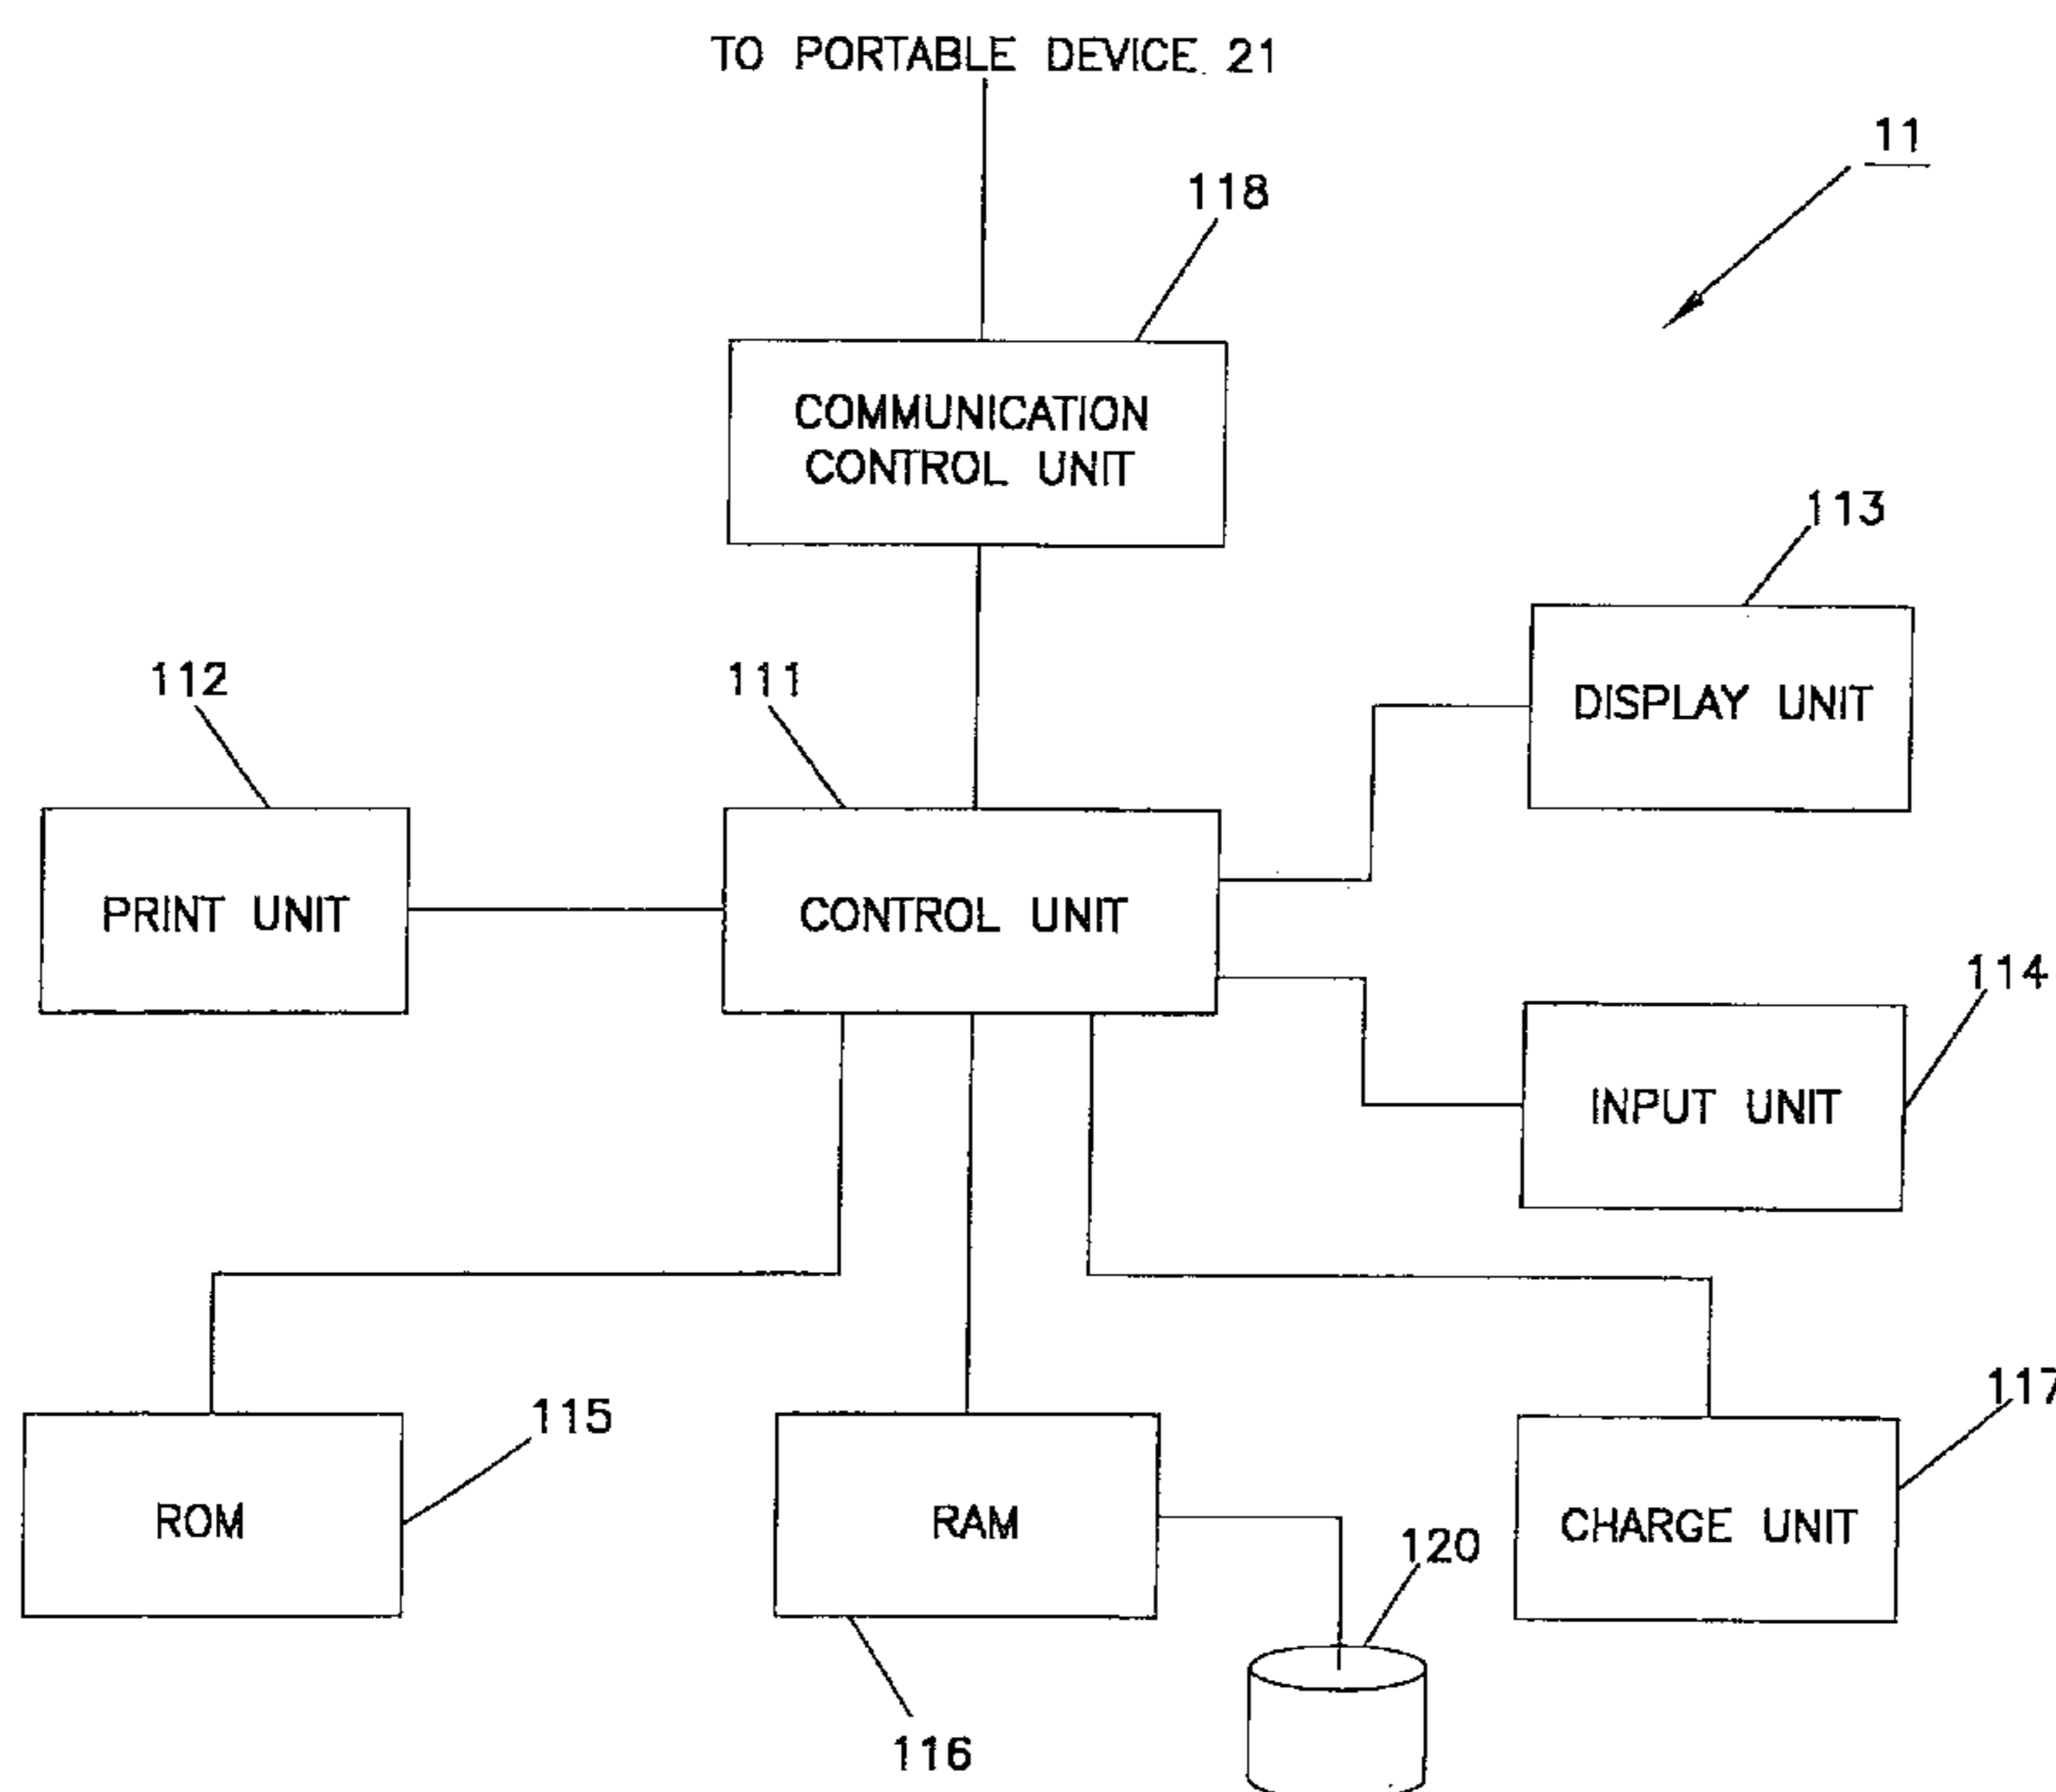 TO PORTABLE DEVICE 21
11
118
COMMUNICATION
CONTROL UNIT
113
DISPLAY UNIT
112
111
PRINT UNIT
CONTROL UNIT
114
INPUT UNIT
115
ROM
RAM
117
CHARGE UNIT
120
116